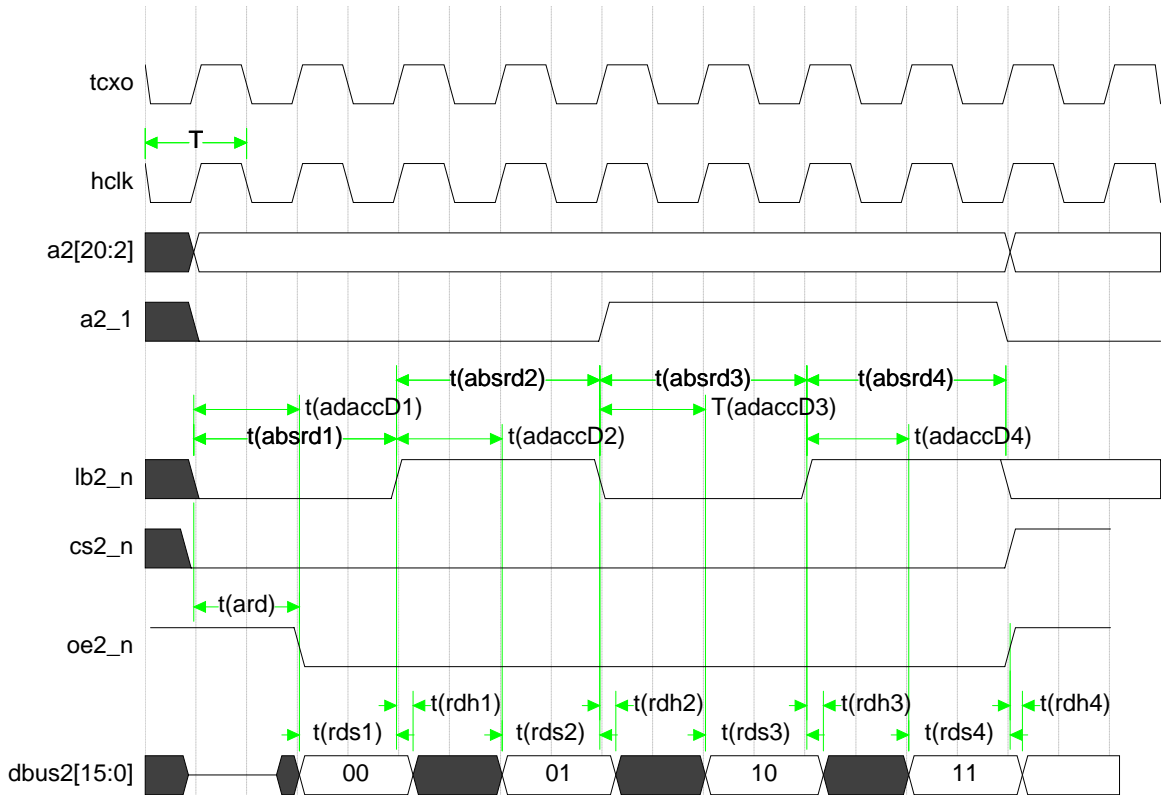 tcxo
T
hclk
a2[20:2]
a2_1
t(absrd2) t(absrd3) t(absrd4)
t(adaccD1) T(adaccD3)
t(absrd1) t(adaccD2) t(adaccD4)
lb2_n
cs2_n
t(ard)
oe2_n
t(rdh1) t(rdh2) t(rdh3) t(rdh4)
t(rds1) t(rds2) t(rds3) t(rds4)
dbus2[15:0] 00 01 10 11